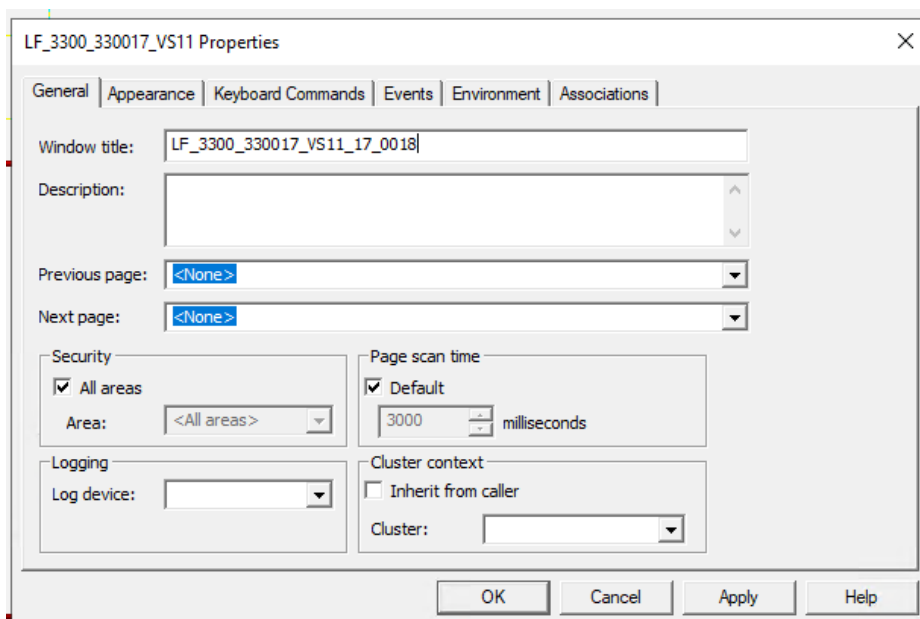 LF_3300_330017_VS11 Properties
General Appearance Keyboard Commands Events Environment Associations
Window title: LF_3300_330017_VS11_17_0018
Description:
Previous page: <None>
Next page: <None>
Security
All areas
Area: <All areas>
Page scan time
Default
3000 milliseconds
Logging
Log device:
Cluster context
Inherit from caller
Cluster:
OK Cancel Apply Help